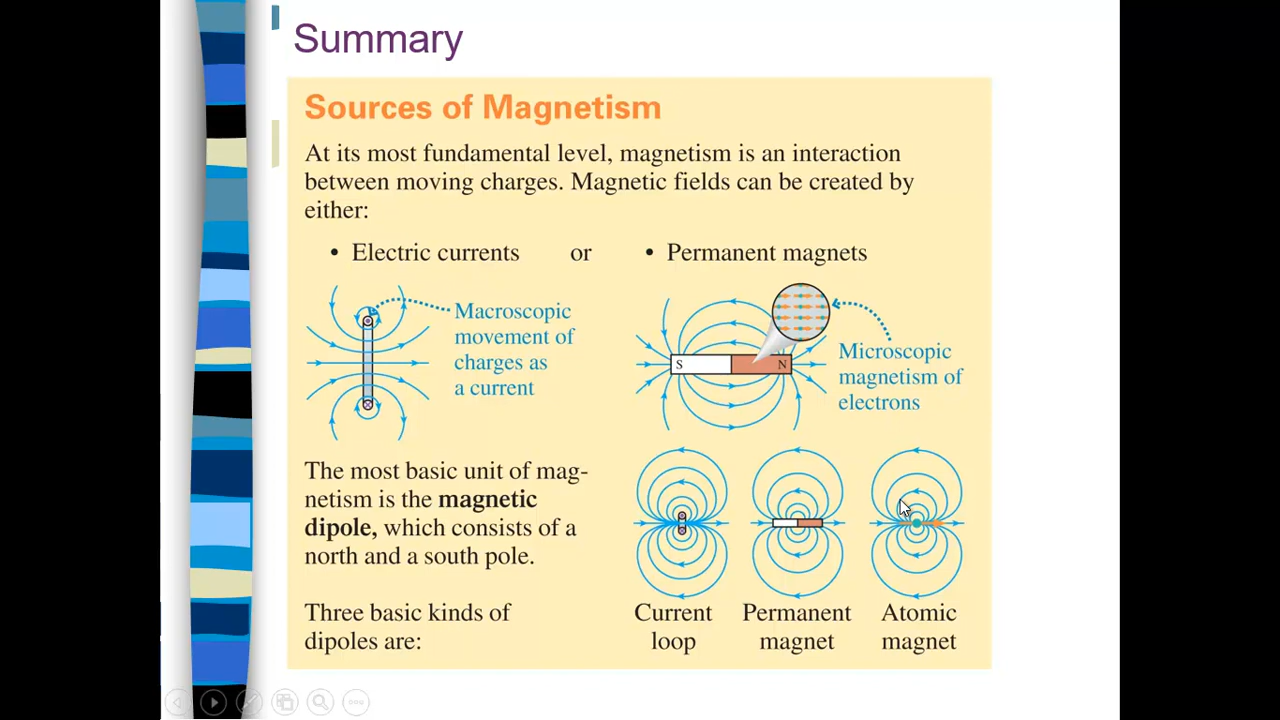 Summary
Sources of Magnetism
At its most fundamental level, magnetism is an interaction
between moving charges. Magnetic fields can be created by
either:
• Electric currents or • Permanent magnets
Macroscopic
movement of
charges as
a current
S
N
Microscopic
magnetism of
electrons
The most basic unit of mag-
netism is the magnetic
dipole, which consists of a
north and a south pole.
Three basic kinds of
dipoles are:
Current
loop
Permanent
magnet
Atomic
magnet